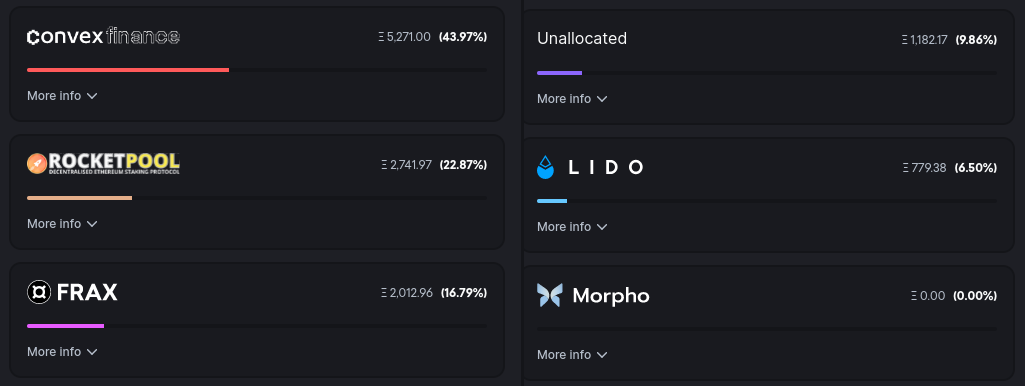 Convex finance Ξ 5,271.00 (43.97%)
More info
ROCKETPOOL Ξ 2,741.97 (22.87%)
DECENTRALISED ETHEREUM STAKING PROTOCOL
More info
FRAX Ξ 2,012.96 (16.79%)
More info
Unallocated Ξ 1,182.17 (9.86%)
More info
LIDO Ξ 779.38 (6.50%)
More info
Morpho Ξ 0.00 (0.00%)
More info